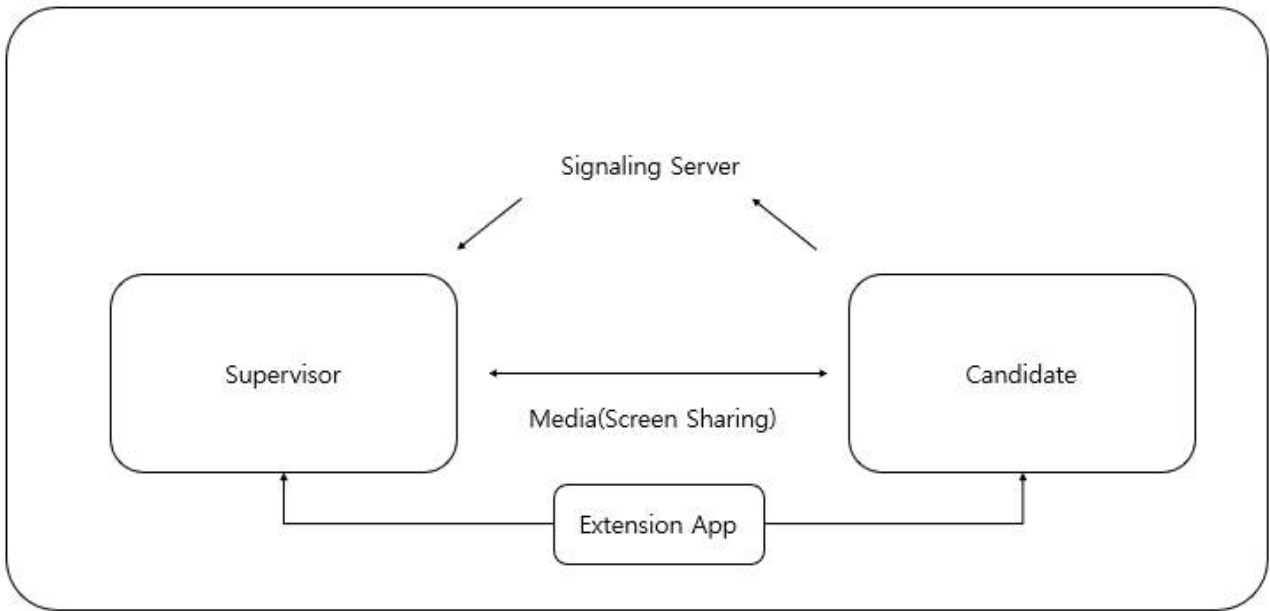 Signaling Server
Supervisor
Candidate
Media(Screen Sharing)
Extension App